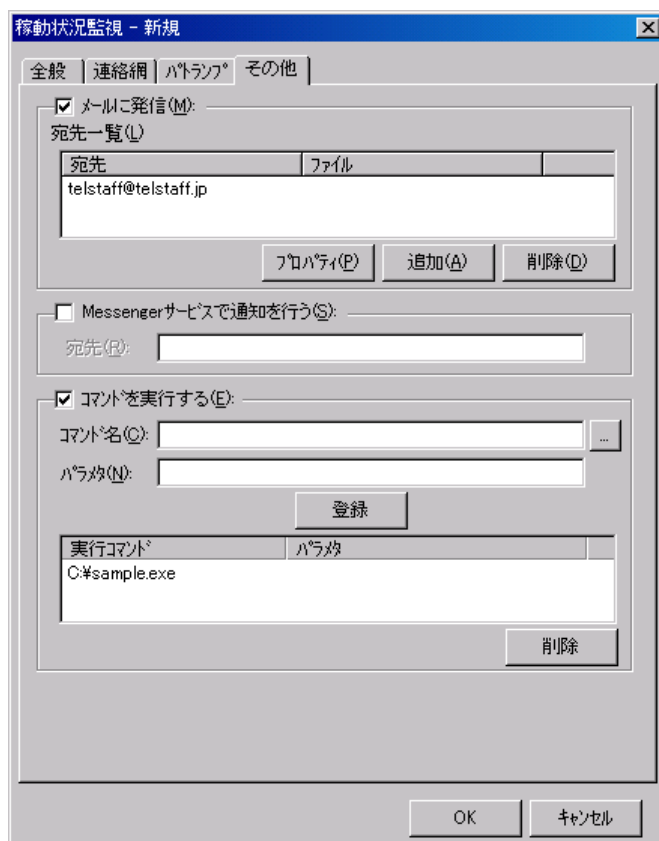 稼動状況監視 - 新規
全般 連絡網 ﾊﾟﾄﾗﾝﾌﾟ その他
ﾒｰﾙに発信(M):
宛先一覧(L)
宛先 ﾌｧｲﾙ
telstaff@telstaff.jp
ﾌﾟﾛﾊﾟﾃｨ(P) 追加(A) 削除(D)
Messengerｻｰﾋﾞｽで通知を行う(S):
宛先(R):
ｺﾏﾝﾄﾞを実行する(E):
ｺﾏﾝﾄﾞ名(C): ...
ﾊﾟﾗﾒﾀ(N):
登録
実行ｺﾏﾝﾄﾞ ﾊﾟﾗﾒﾀ
C:¥sample.exe
削除
OK ｷｬﾝｾﾙ